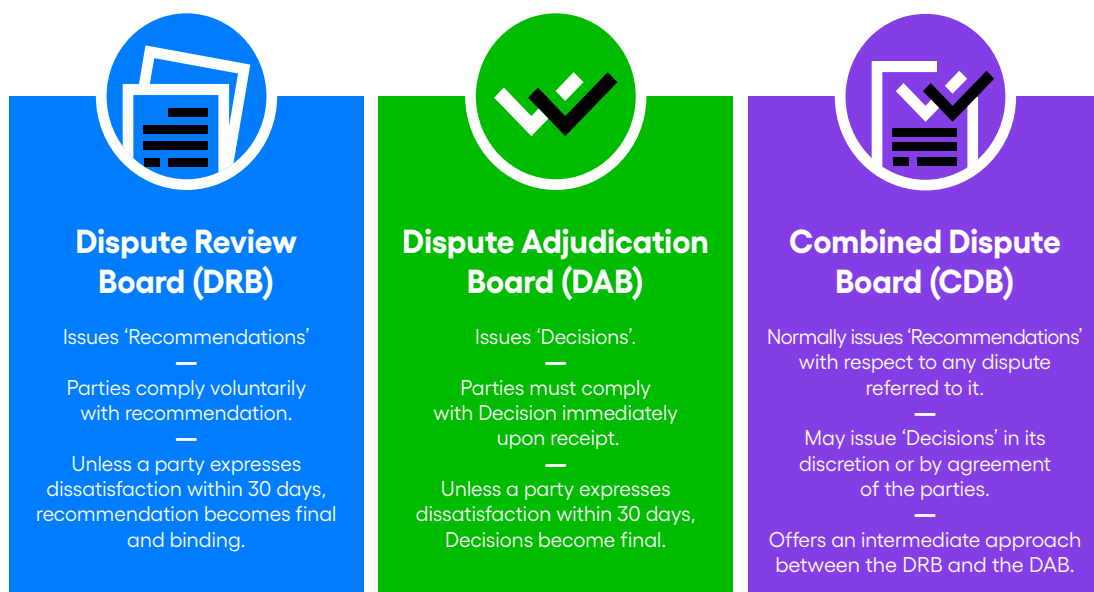 Dispute Review
Board (DRB)
Issues ‘Recommendations’
Parties comply voluntarily
with recommendation.
Unless a party expresses
dissatisfaction within 30 days,
recommendation becomes final
and binding.
Dispute Adjudication
Board (DAB)
Issues ‘Decisions’.
Parties must comply
with Decision immediately
upon receipt.
Unless a party expresses
dissatisfaction within 30 days,
Decisions become final.
Combined Dispute
Board (CDB)
Normally issues ‘Recommendations’
with respect to any dispute
referred to it.
May issue ‘Decisions’ in its
discretion or by agreement
of the parties.
Offers an intermediate approach
between the DRB and the DAB.